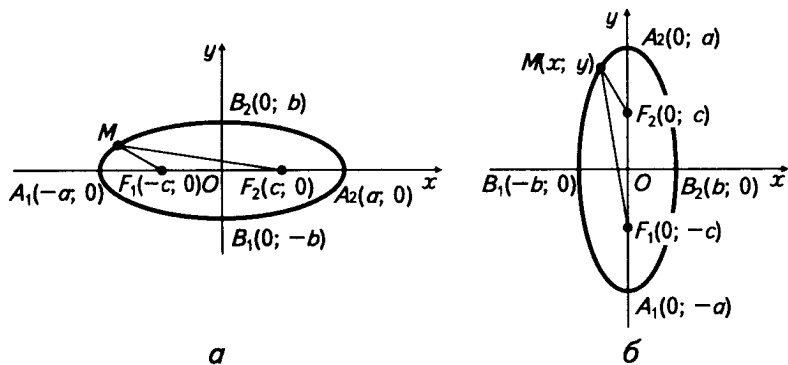 y
B₂(0; b)
M
A₁(−a; 0) F₁(−c; 0) O F₂(c; 0) A₂(a; 0) x
B₁(0; −b)
а
y
A₂(0; a)
M(x; y)
F₂(0; c)
B₁(−b; 0) O B₂(b; 0) x
F₁(0; −c)
A₁(0; −a)
б